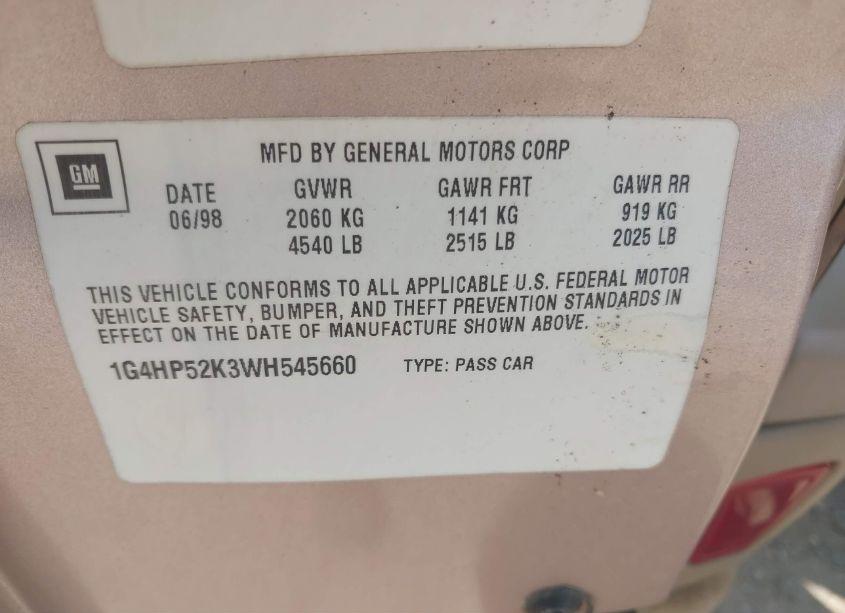 GM
MFD BY GENERAL MOTORS CORP
DATE GVWR GAWR FRT GAWR RR
06/98 2060 KG 1141 KG 919 KG
4540 LB 2515 LB 2025 LB
THIS VEHICLE CONFORMS TO ALL APPLICABLE U.S. FEDERAL MOTOR
VEHICLE SAFETY, BUMPER, AND THEFT PREVENTION STANDARDS IN
EFFECT ON THE DATE OF MANUFACTURE SHOWN ABOVE.
1G4HP52K3WH545660 TYPE: PASS CAR